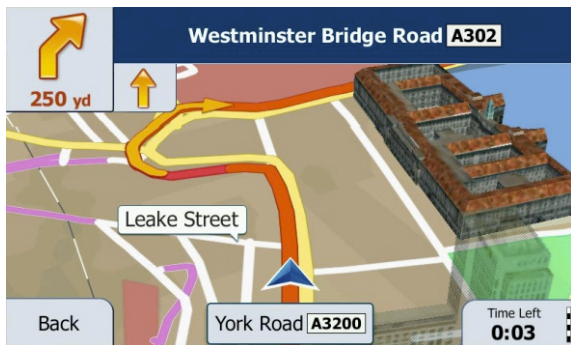 Westminster Bridge Road A302
250 yd
Leake Street
Back
York Road A3200
Time Left
0:03